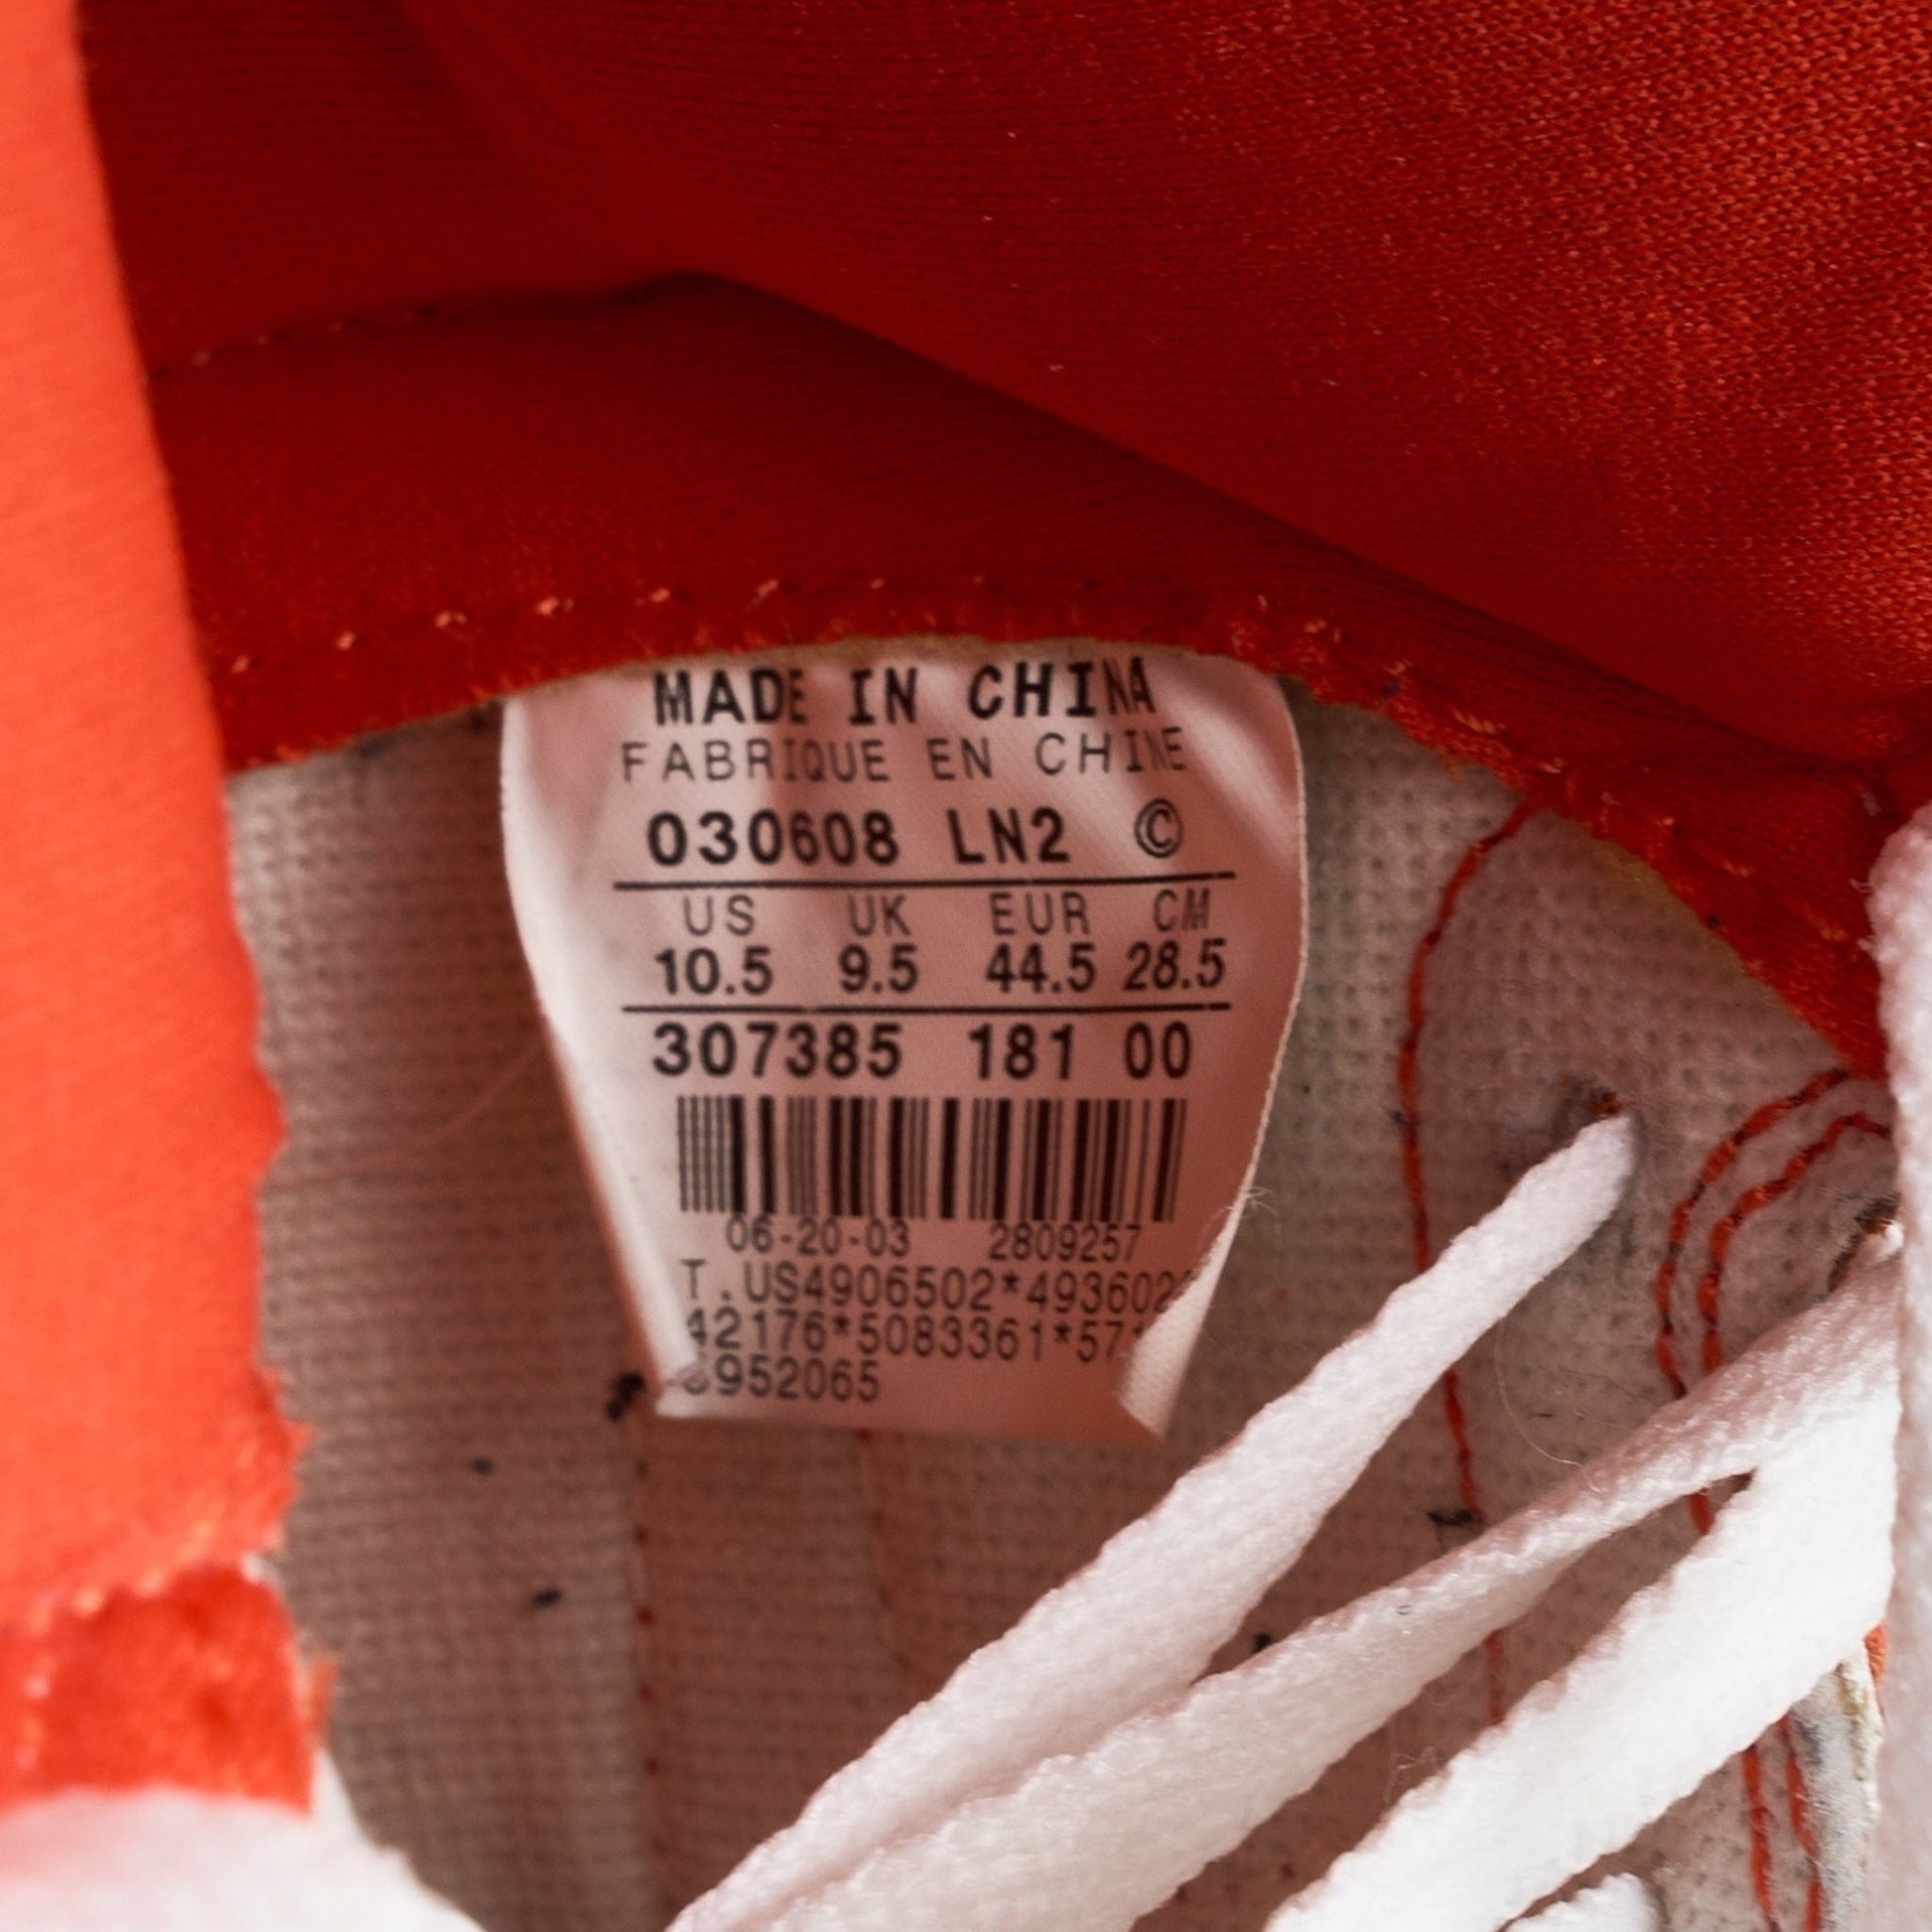 MADE IN CHINA
FABRIQUE EN CHINE
030608 LN2 ©
US UK EUR CM
10.5 9.5 44.5 28.5
307385 181 00
06-20-03 2809257
T.US4906502*493602
42176*5083361*57
6952065